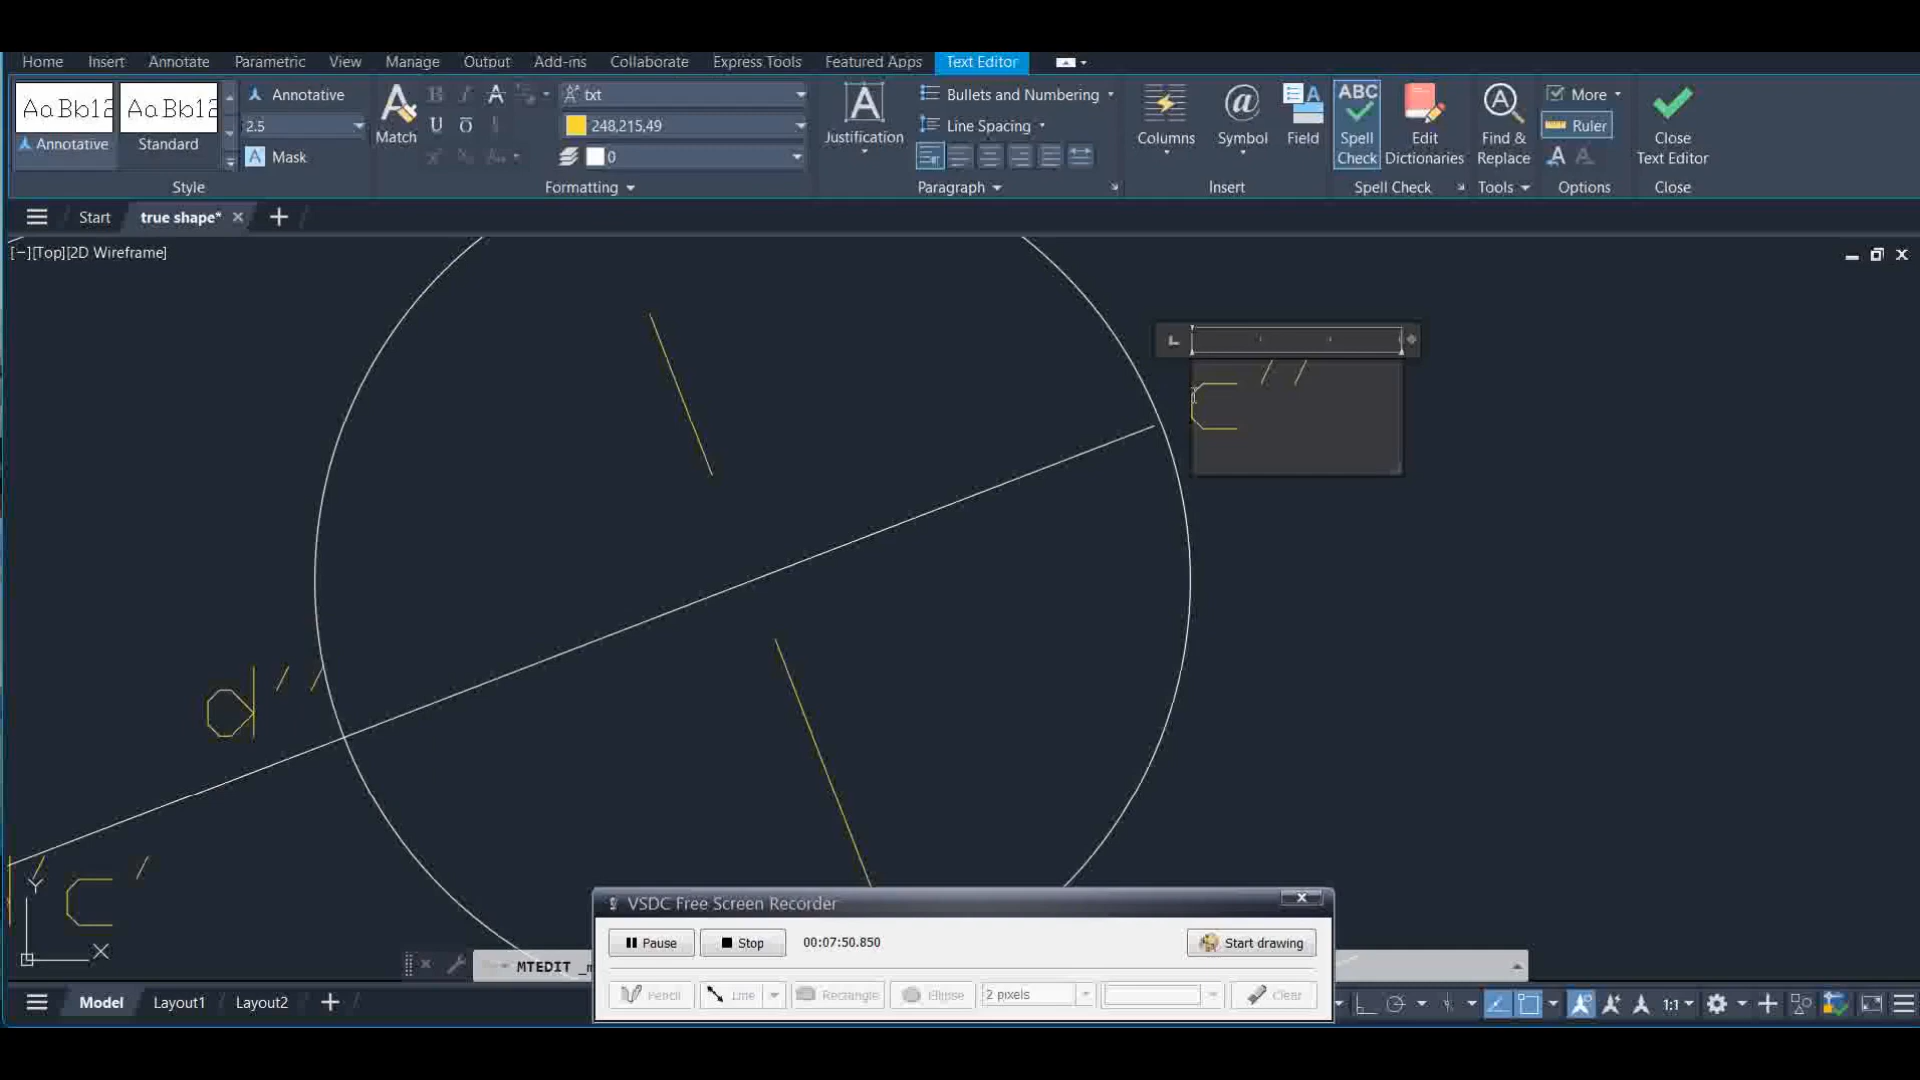 Home Insert Annotate Parametric View Manage Output Add-ins Collaborate Express Tools Featured Apps Text Editor
Aa Bb12 Aa Bb12 Annotative txt Bullets and Numbering ABC More
2.5 U O 248,215,49 Line Spacing Ruler
Annotative Standard Mask Match 0 Justification Columns Symbol Field Spell Check Edit Dictionaries Find & Replace Close Text Editor
Style Formatting Paragraph Insert Spell Check Tools Options Close
Start true shape*
[−][Top][2D Wireframe]
c''
d''
c'
Y
X
VSDC Free Screen Recorder
Pause Stop 00:07:50.850 Start drawing
MTEDIT
Pencil Line Rectangle Ellipse 2 pixels Clear
Model Layout1 Layout2 1:1